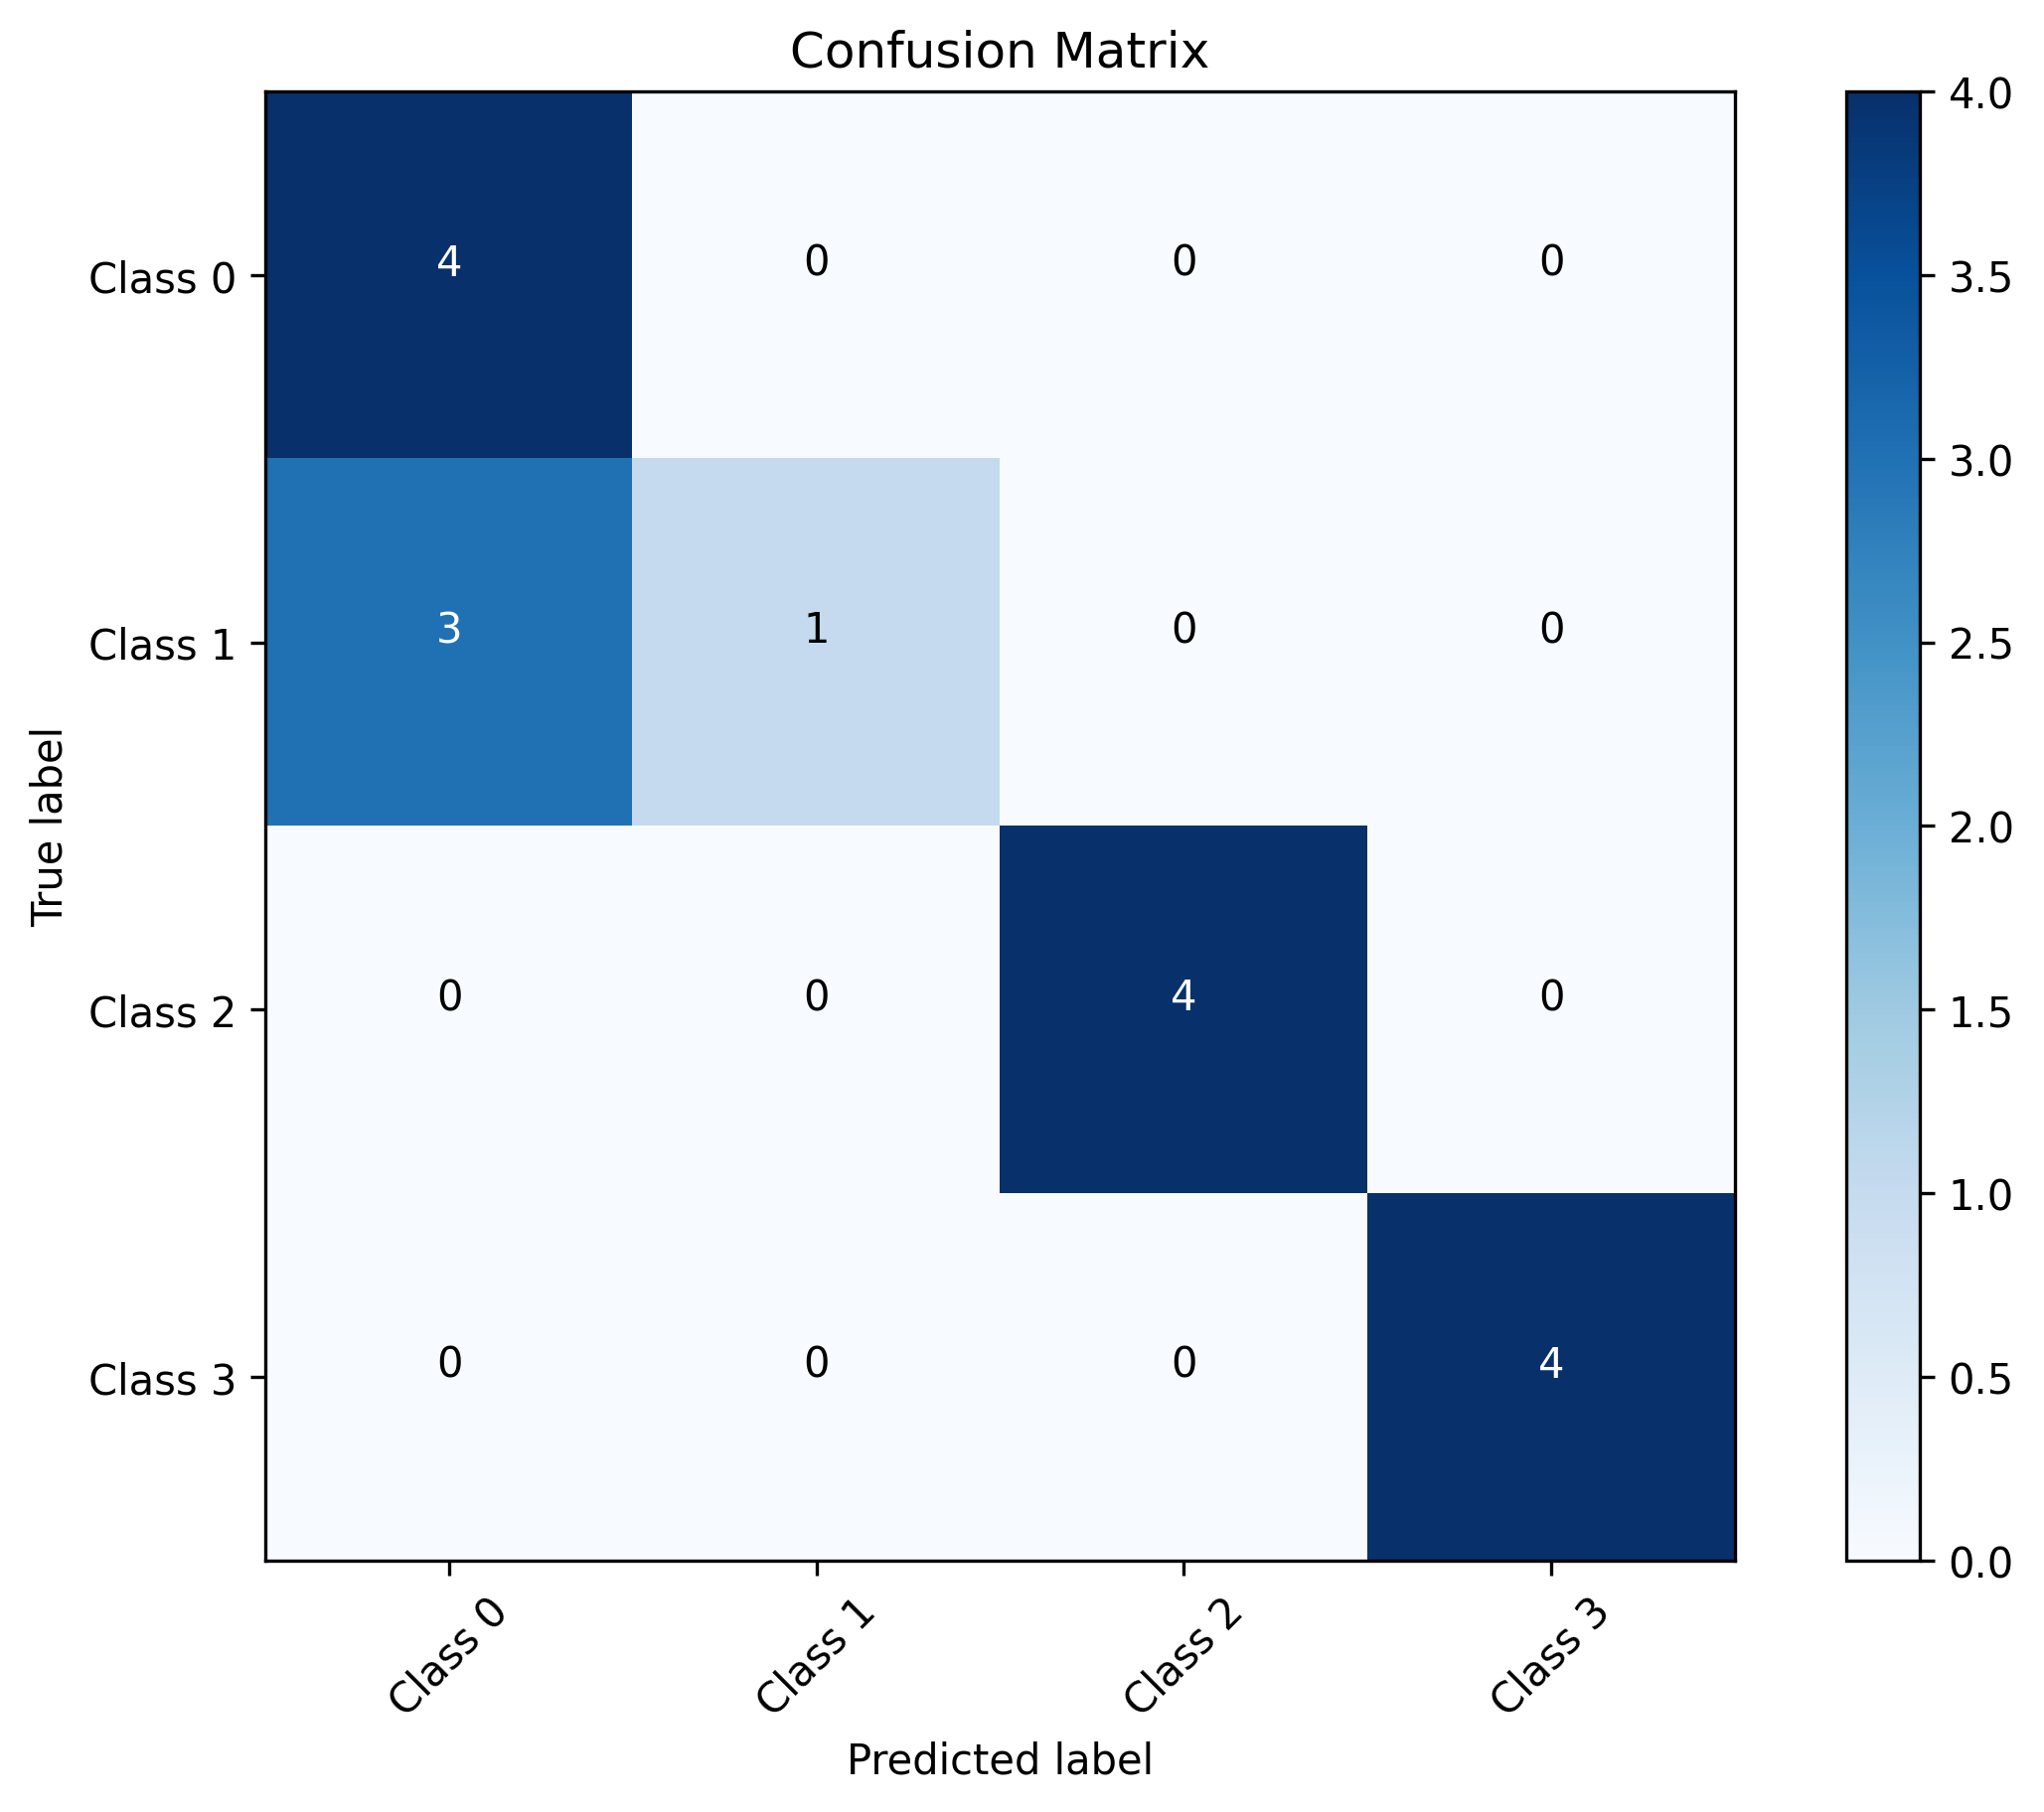 Confusion Matrix
Class 0
4 0 0 0
Class 1
3 1 0 0
Class 2
0 0 4 0
Class 3
0 0 0 4
True label
Class 0 Class 1 Class 2 Class 3
Predicted label
4.0
3.5
3.0
2.5
2.0
1.5
1.0
0.5
0.0